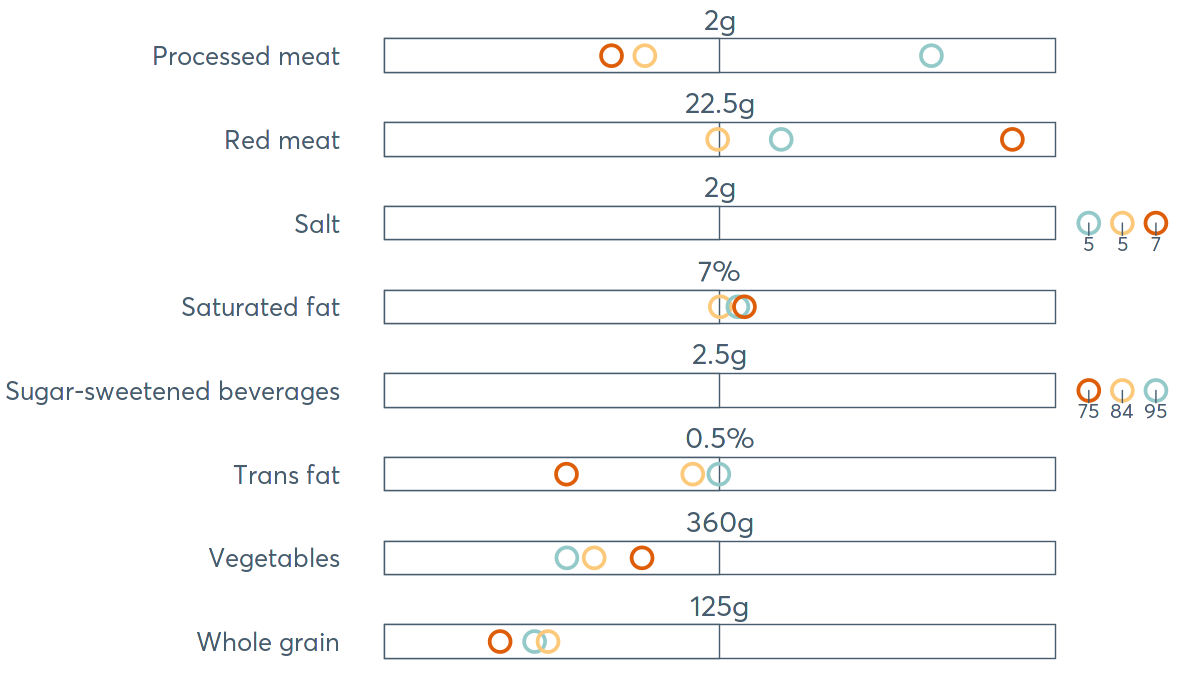 2g
Processed meat
22.5g
Red meat
2g
Salt
5 5 7
7%
Saturated fat
2.5g
Sugar-sweetened beverages
75 84 95
0.5%
Trans fat
360g
Vegetables
125g
Whole grain